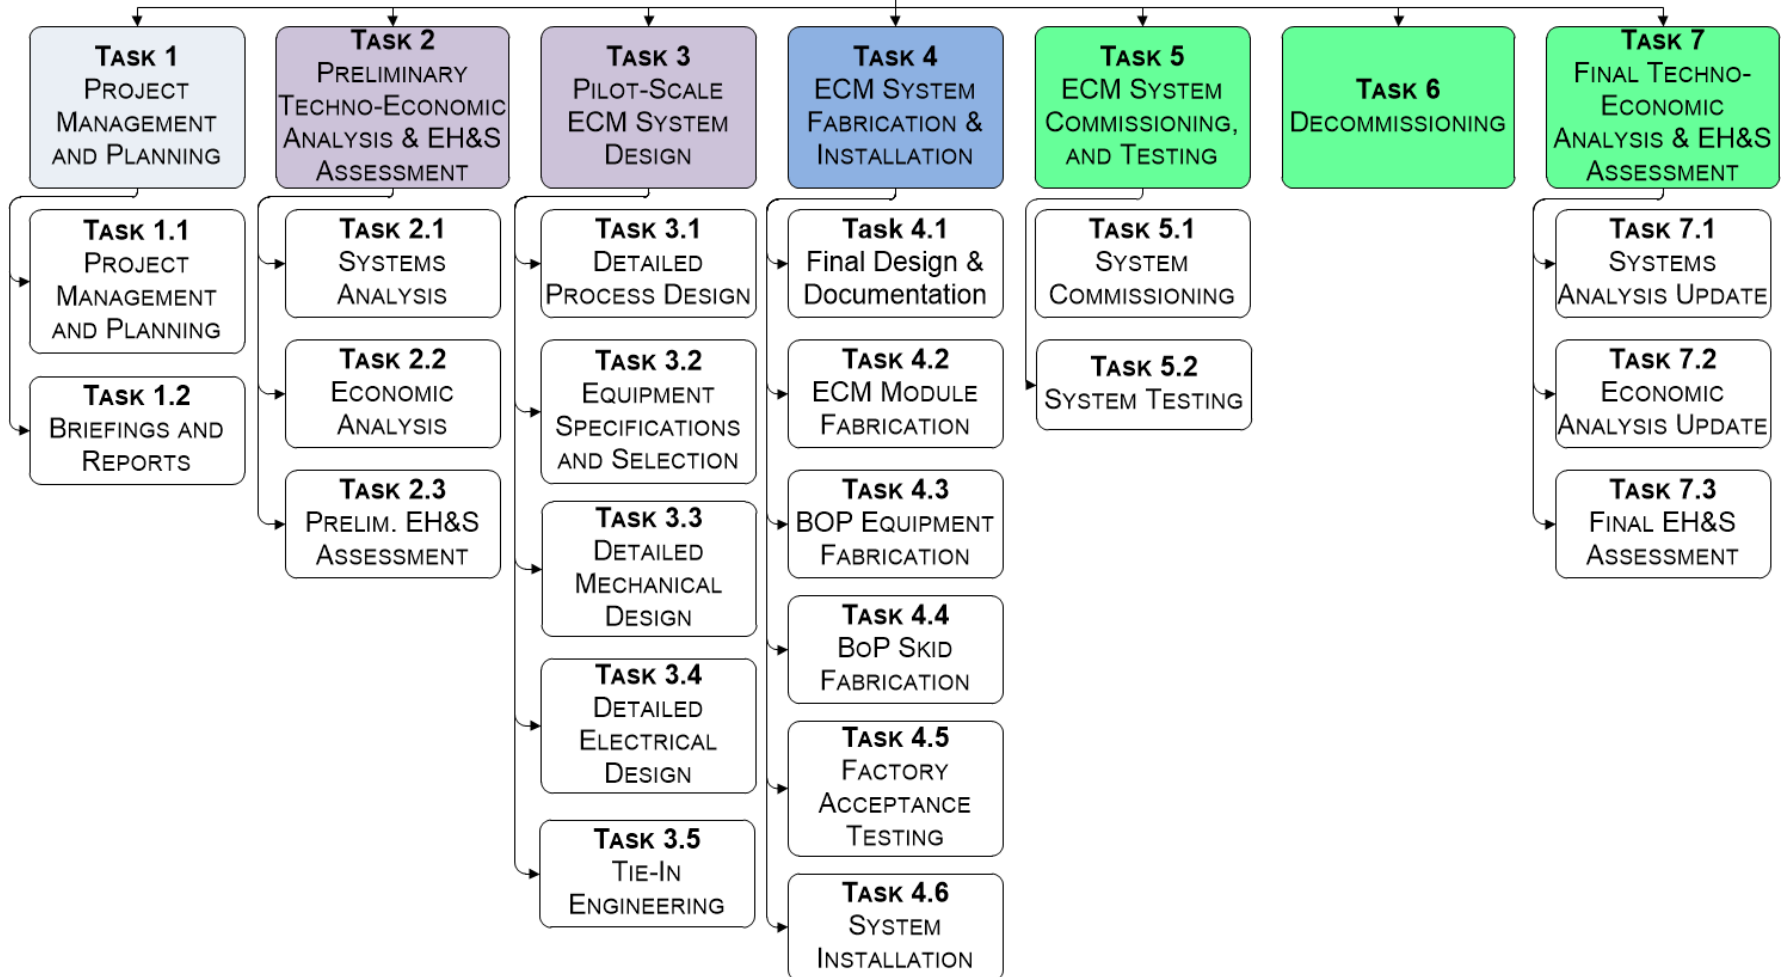 TASK 1
PROJECT
MANAGEMENT
AND PLANNING
TASK 2
PRELIMINARY
TECHNO-ECONOMIC
ANALYSIS & EH&S
ASSESSMENT
TASK 3
PILOT-SCALE
ECM SYSTEM
DESIGN
TASK 4
ECM SYSTEM
FABRICATION &
INSTALLATION
TASK 5
ECM SYSTEM
COMMISSIONING,
AND TESTING
TASK 6
DECOMMISSIONING
TASK 7
FINAL TECHNO-
ECONOMIC
ANALYSIS & EH&S
ASSESSMENT
TASK 1.1
PROJECT
MANAGEMENT
AND PLANNING
TASK 1.2
BRIEFINGS AND
REPORTS
TASK 2.1
SYSTEMS
ANALYSIS
TASK 2.2
ECONOMIC
ANALYSIS
TASK 2.3
PRELIM. EH&S
ASSESSMENT
TASK 3.1
DETAILED
PROCESS DESIGN
TASK 3.2
EQUIPMENT
SPECIFICATIONS
AND SELECTION
TASK 3.3
DETAILED
MECHANICAL
DESIGN
TASK 3.4
DETAILED
ELECTRICAL
DESIGN
TASK 3.5
TIE-IN
ENGINEERING
Task 4.1
Final Design &
Documentation
TASK 4.2
ECM MODULE
FABRICATION
TASK 4.3
BOP EQUIPMENT
FABRICATION
TASK 4.4
BOP SKID
FABRICATION
TASK 4.5
FACTORY
ACCEPTANCE
TESTING
TASK 4.6
SYSTEM
INSTALLATION
TASK 5.1
SYSTEM
COMMISSIONING
TASK 5.2
SYSTEM TESTING
TASK 7.1
SYSTEMS
ANALYSIS UPDATE
TASK 7.2
ECONOMIC
ANALYSIS UPDATE
TASK 7.3
FINAL EH&S
ASSESSMENT